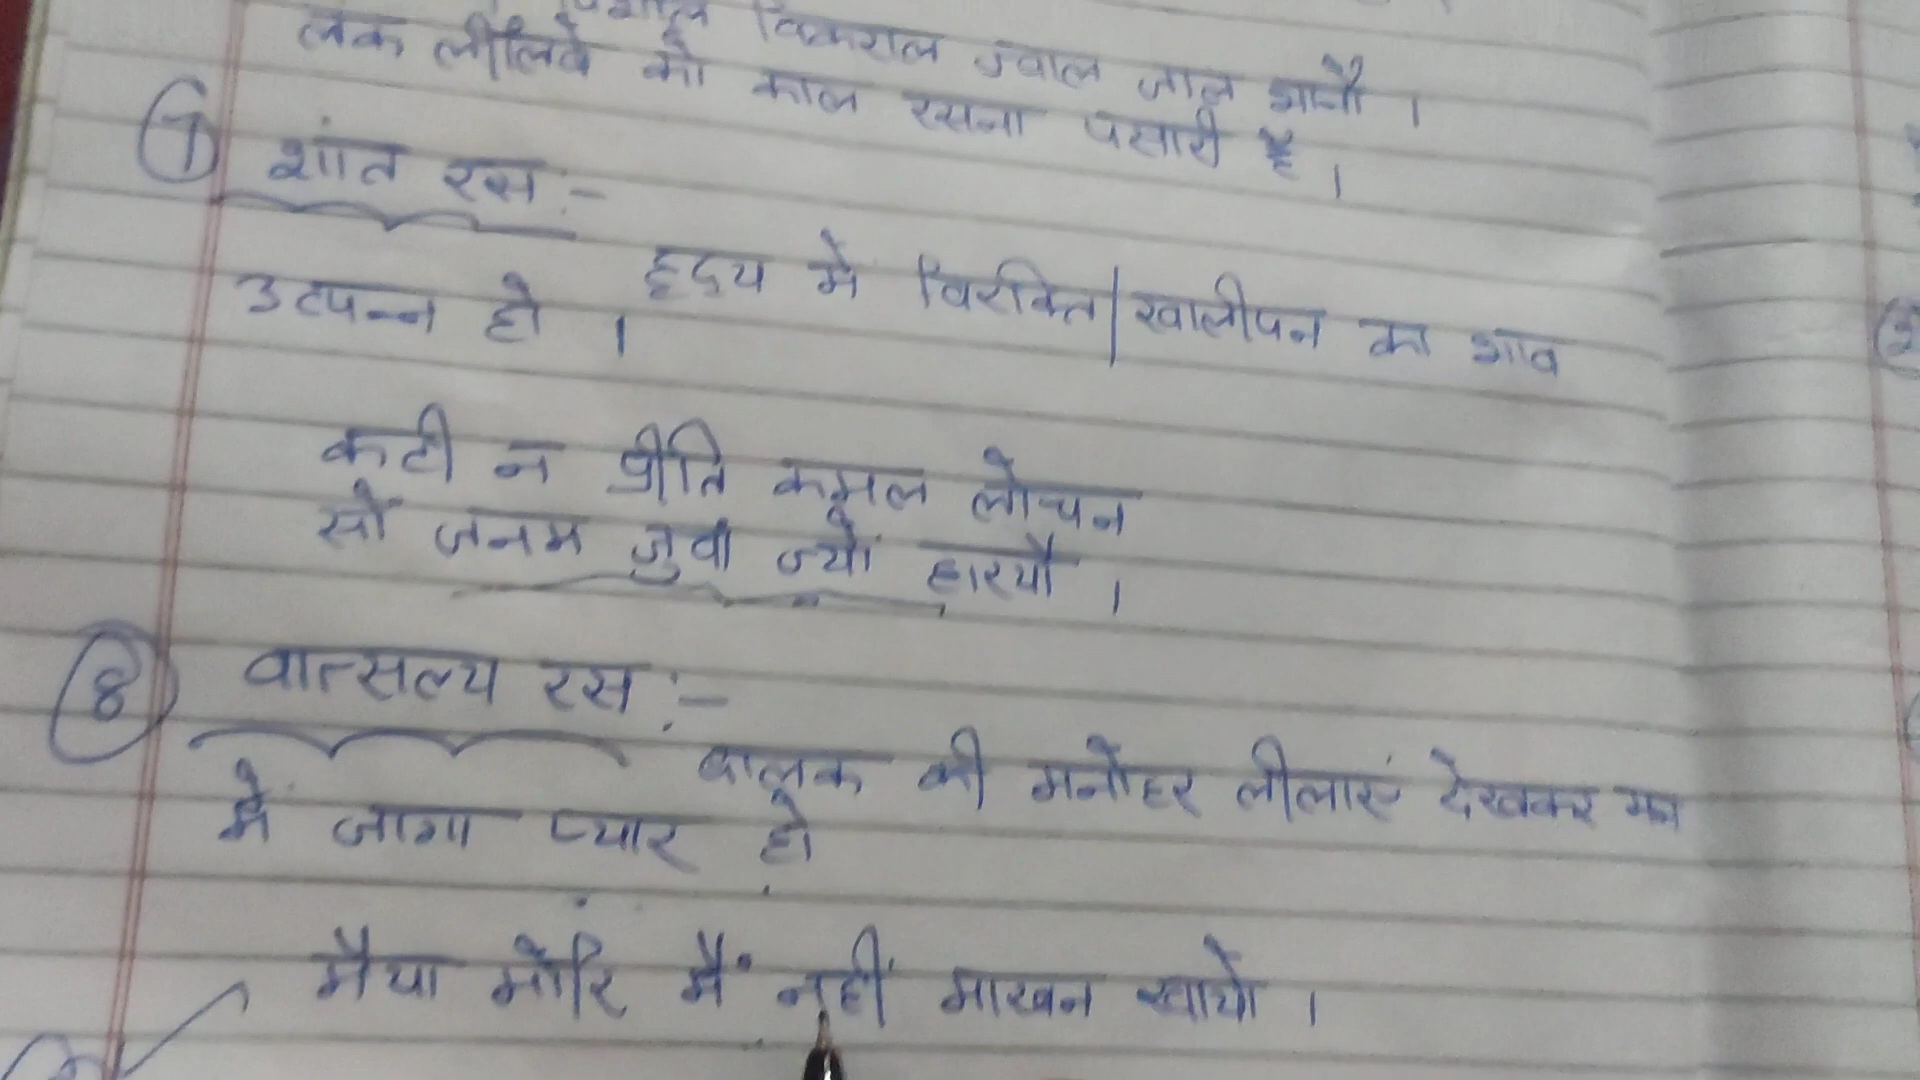 विकराल ज्वाल जाल मानौ ।
लंक लीलिवे को काल रसना पसारी है ।
7 शांत रस :-
हृदय में विरक्ति/खालीपन का भाव
उत्पन्न हो ।
कटी न प्रीति कमल लोचन
सों जनम जुवा ज्यों हारयौ ।
8 वात्सल्य रस :-
बालक की मनोहर लीलाएं देखकर मन
में जागा प्यार हो
मैया मोरि मैं नहीं माखन खायो ।